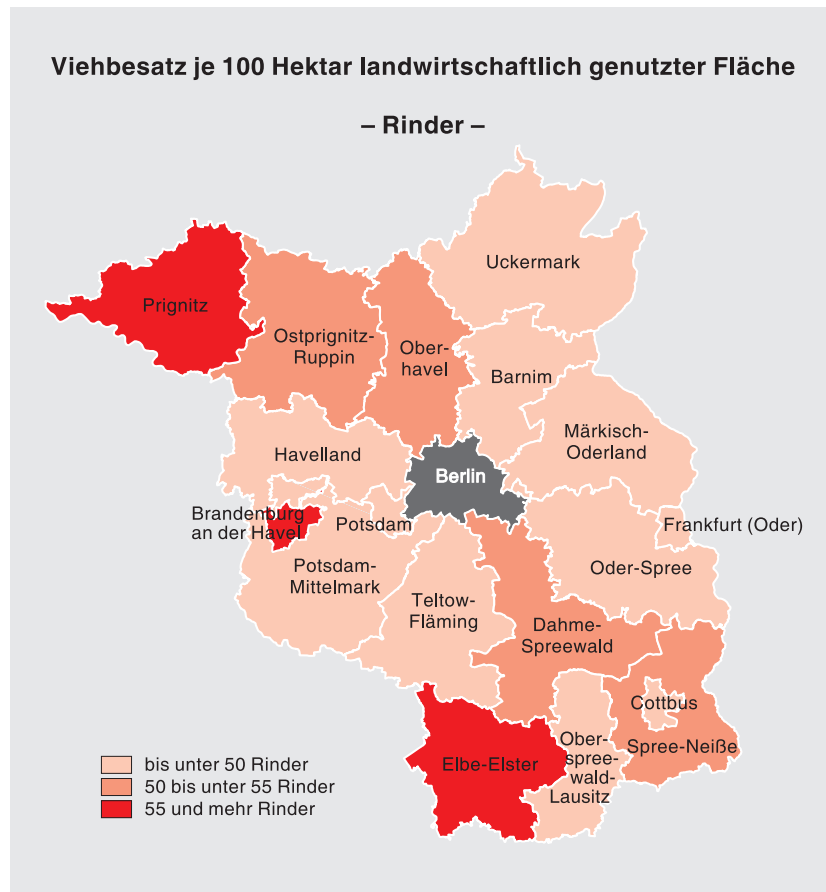 Viehbesatz je 100 Hektar landwirtschaftlich genutzter Fläche
– Rinder –
Uckermark
Prignitz
Ostprignitz-
Ruppin
Ober-
havel
Barnim
Märkisch-
Oderland
Havelland
Berlin
Brandenburg
an der Havel
Potsdam
Frankfurt (Oder)
Potsdam-
Mittelmark
Oder-Spree
Teltow-
Fläming
Dahme-
Spreewald
Cottbus
Spree-Neiße
Ober-
spree-
wald-
Lausitz
Elbe-Elster
bis unter 50 Rinder
50 bis unter 55 Rinder
55 und mehr Rinder